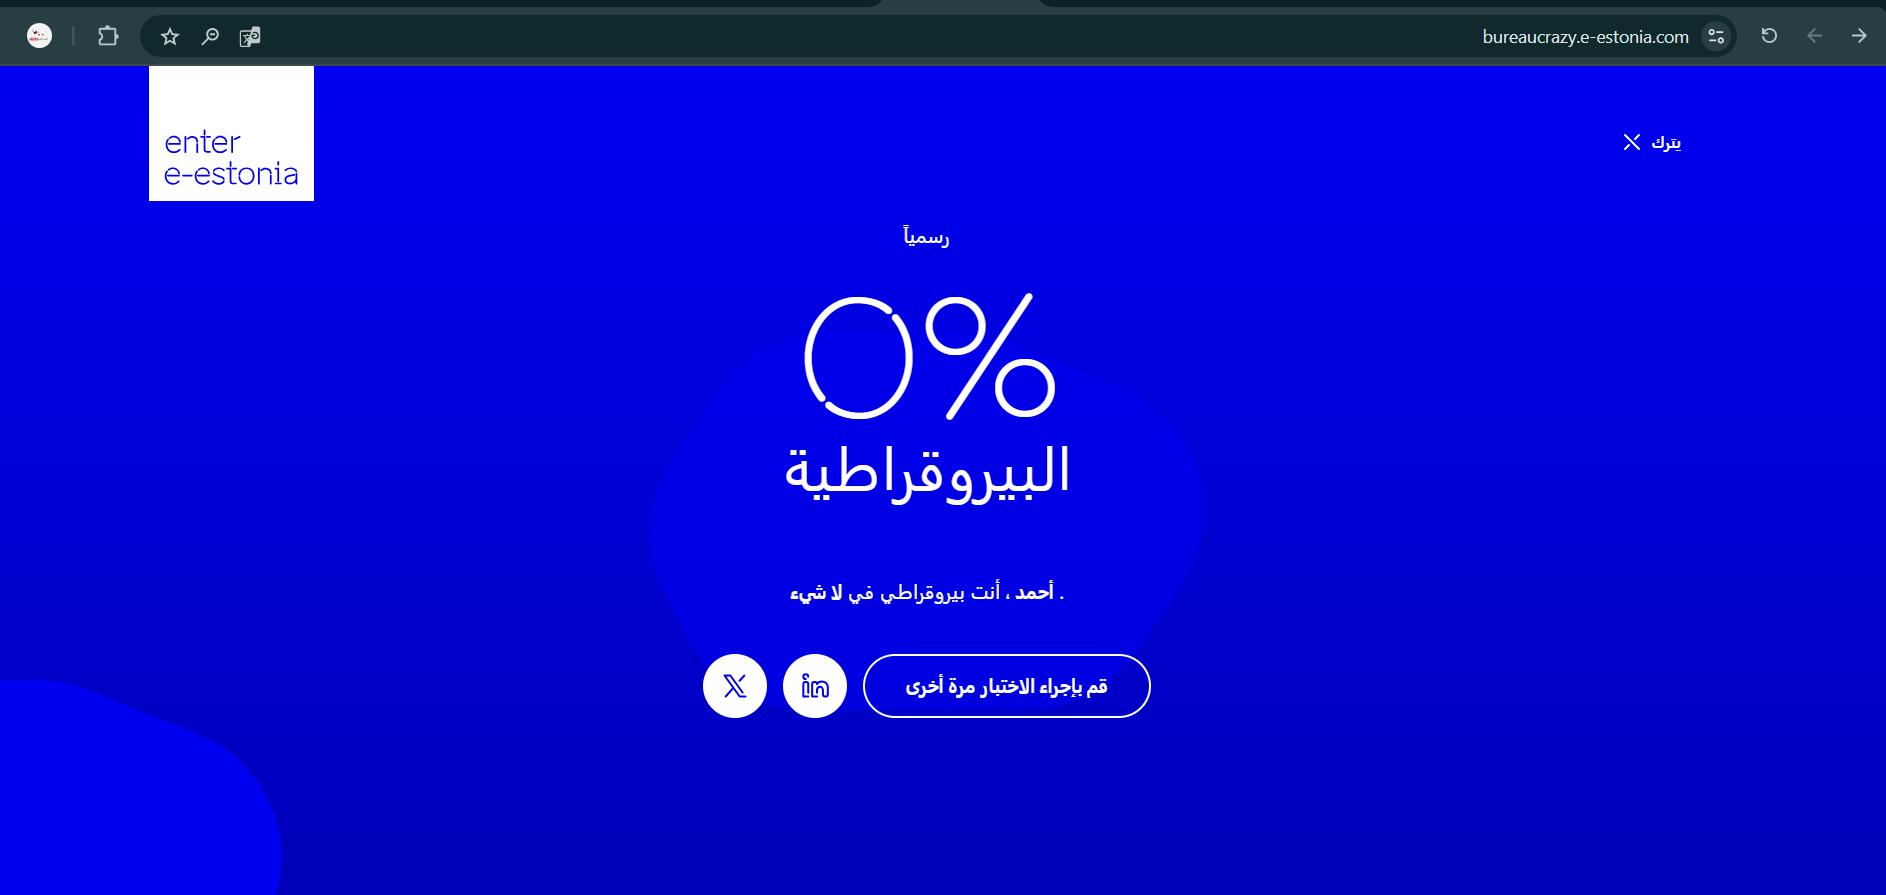 bureaucrazy.e-estonia.com
enter
e-estonia
يترك
رسمياً
0%
البيروقراطية
. أحمد ، أنت بيروقراطي في لا شيء
قم بإجراء الاختبار مرة أخرى